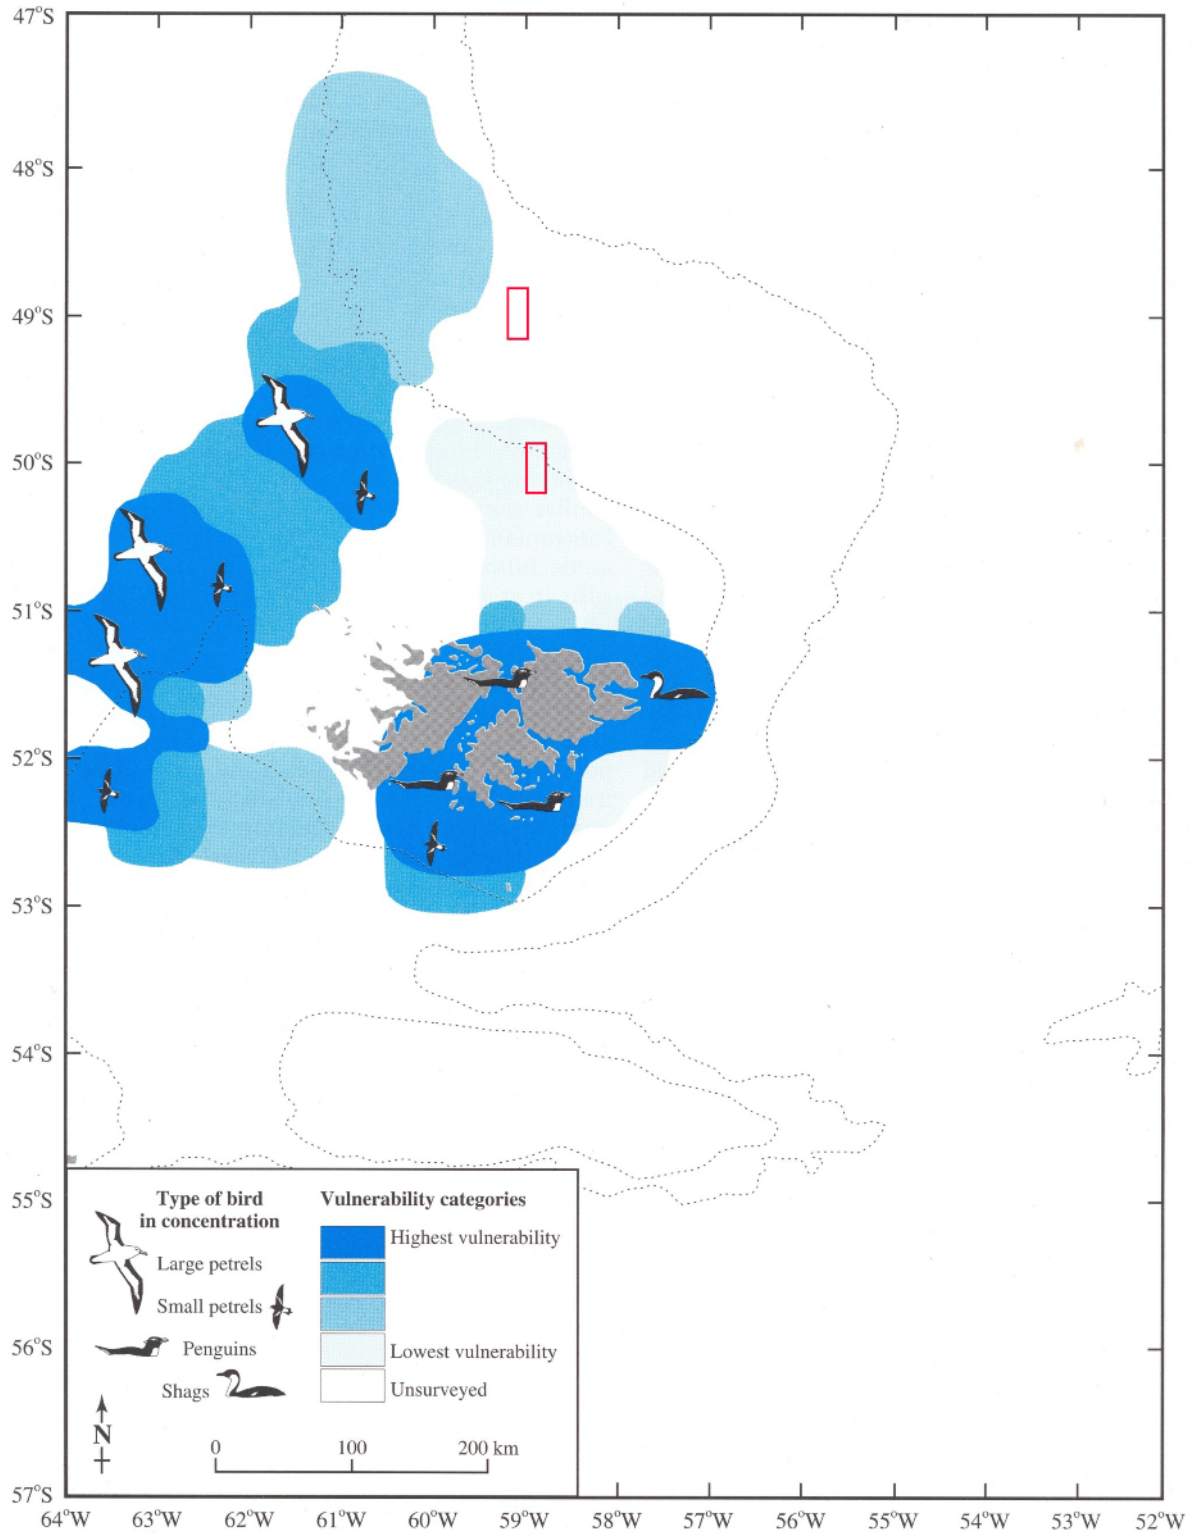 47°S
48°S
49°S
50°S
51°S
52°S
53°S
54°S
55°S
56°S
57°S
Type of bird
in concentration
Large petrels
Small petrels
Penguins
Shags
N
Vulnerability categories
Highest vulnerability
Lowest vulnerability
Unsurveyed
0 100 200 km
64°W 63°W 62°W 61°W 60°W 59°W 58°W 57°W 56°W 55°W 54°W 53°W 52°W